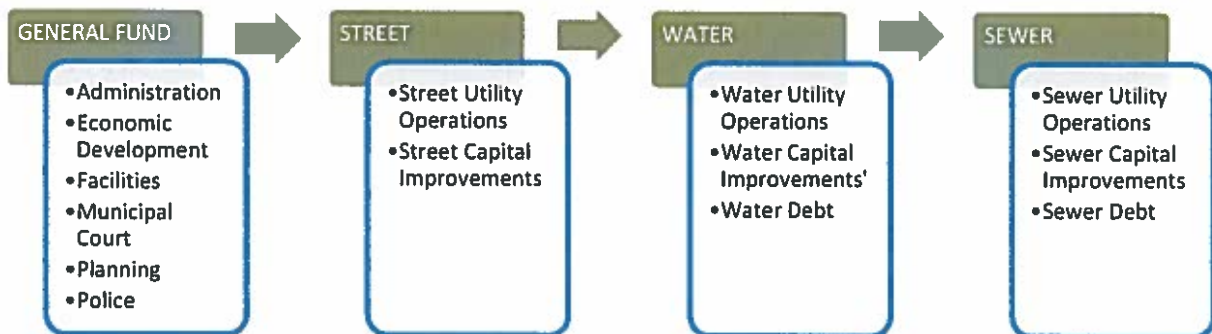 GENERAL FUND
•Administration
•Economic
Development
•Facilities
•Municipal
Court
•Planning
•Police
STREET
•Street Utility
Operations
•Street Capital
Improvements
WATER
•Water Utility
Operations
•Water Capital
Improvements'
•Water Debt
SEWER
•Sewer Utility
Operations
•Sewer Capital
Improvements
•Sewer Debt